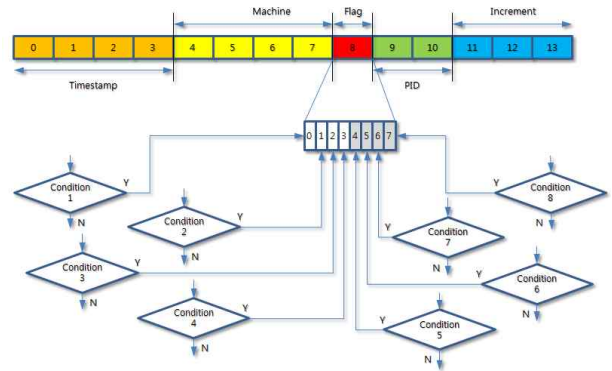 Machine Flag Increment
0 1 2 3 4 5 6 7 8 9 10 11 12 13
Timestamp PID
0 1 2 3 4 5 6 7
Condition 1 Y N
Condition 2 Y N
Condition 3 Y N
Condition 4 Y N
Condition 5 Y N
Condition 6 Y N
Condition 7 Y N
Condition 8 Y N